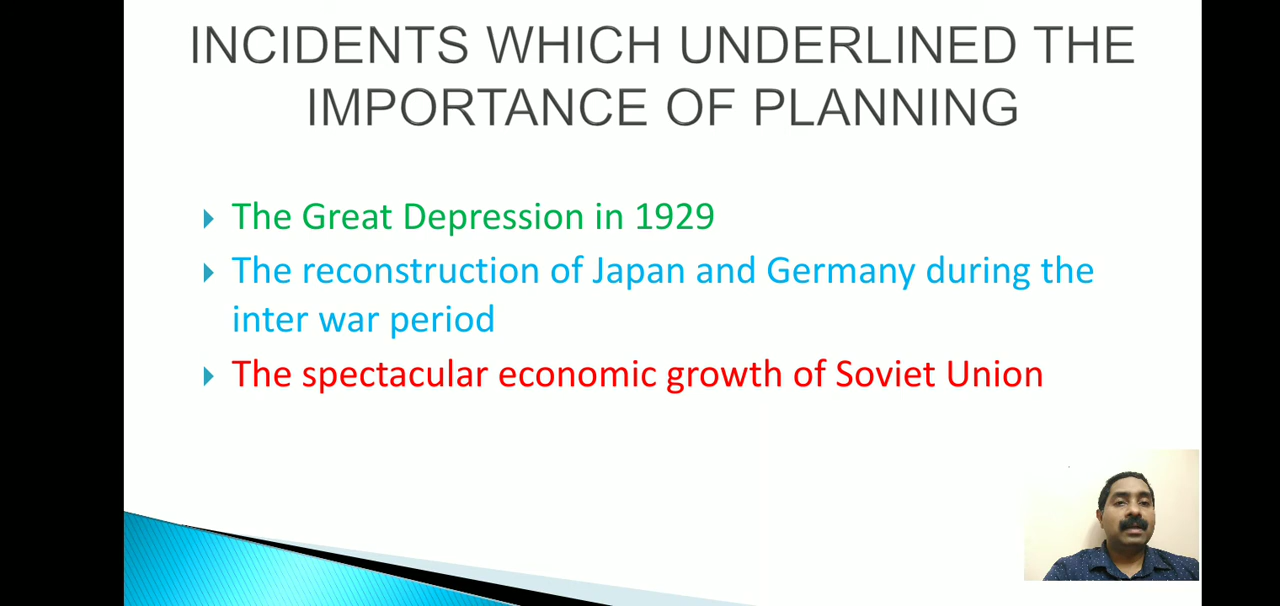 INCIDENTS WHICH UNDERLINED THE
IMPORTANCE OF PLANNING
The Great Depression in 1929
The reconstruction of Japan and Germany during the
inter war period
The spectacular economic growth of Soviet Union